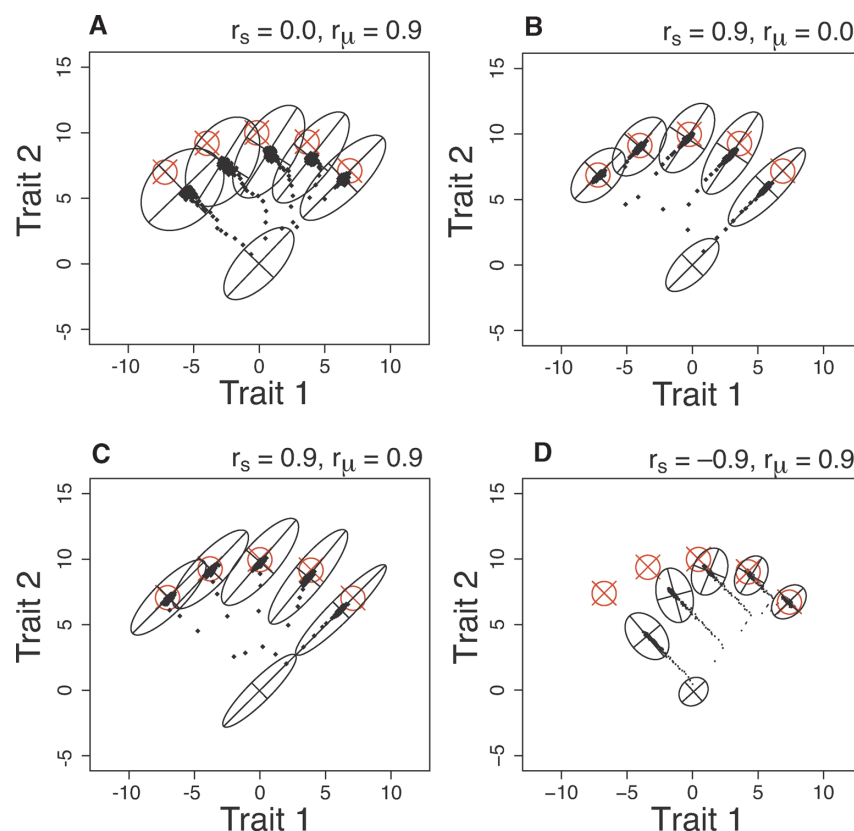 A
r_s = 0.0, r_μ = 0.9
B
r_s = 0.9, r_μ = 0.0
Trait 2
15
10
5
0
-5
-10
-5
0
5
10
Trait 1
Trait 2
15
10
5
0
-5
-10
-5
0
5
10
Trait 1
C
r_s = 0.9, r_μ = 0.9
D
r_s = –0.9, r_μ = 0.9
Trait 2
15
10
5
0
-5
-10
-5
0
5
10
Trait 1
Trait 2
15
10
5
0
-5
−10
−5
0
5
10
Trait 1